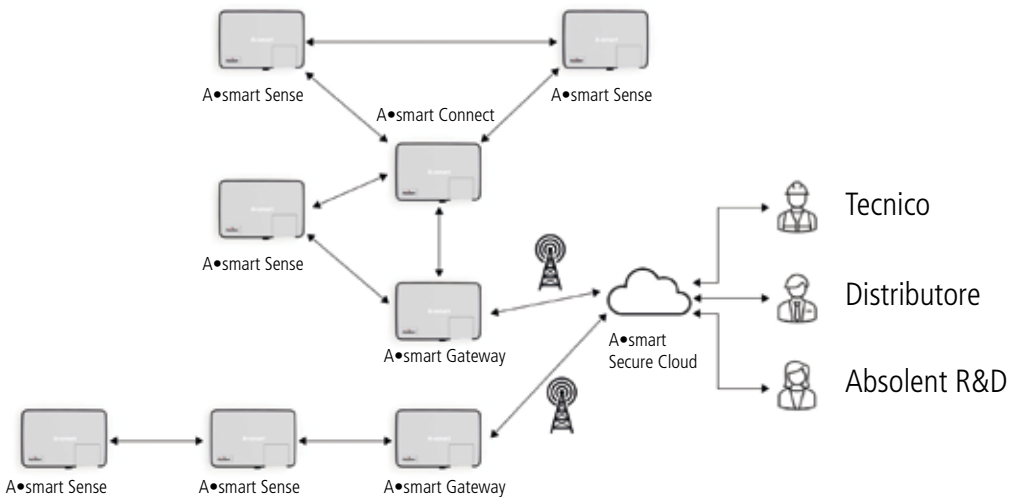 A•smart Sense
A•smart Sense
A•smart Connect
A•smart Sense
A•smart Gateway
A•smart
Secure Cloud
Tecnico
Distributore
Absolent R&D
A•smart Sense
A•smart Sense
A•smart Gateway